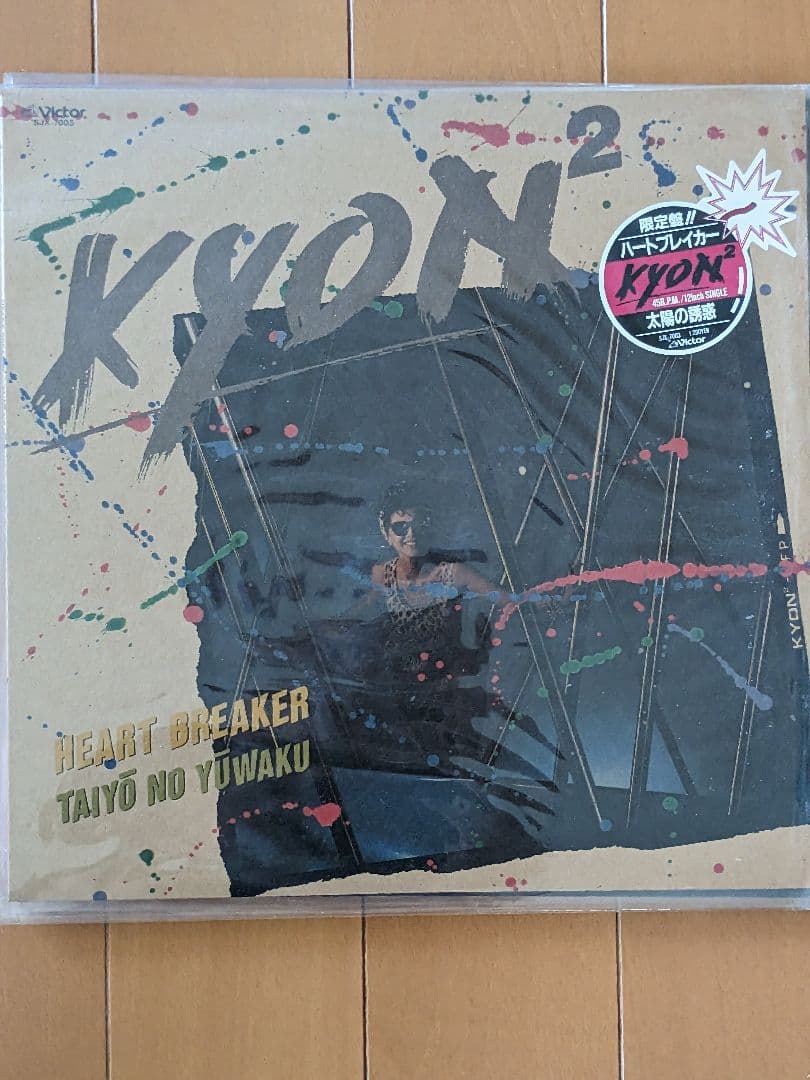 Victor
SJX-7005
KYON²
限定盤!!
ハートブレイカー
KYON²
45R.P.M./12inch SINGLE
太陽の誘惑
Victor
KYON²
HEART BREAKER
TAIYŌ NO YŪWAKU